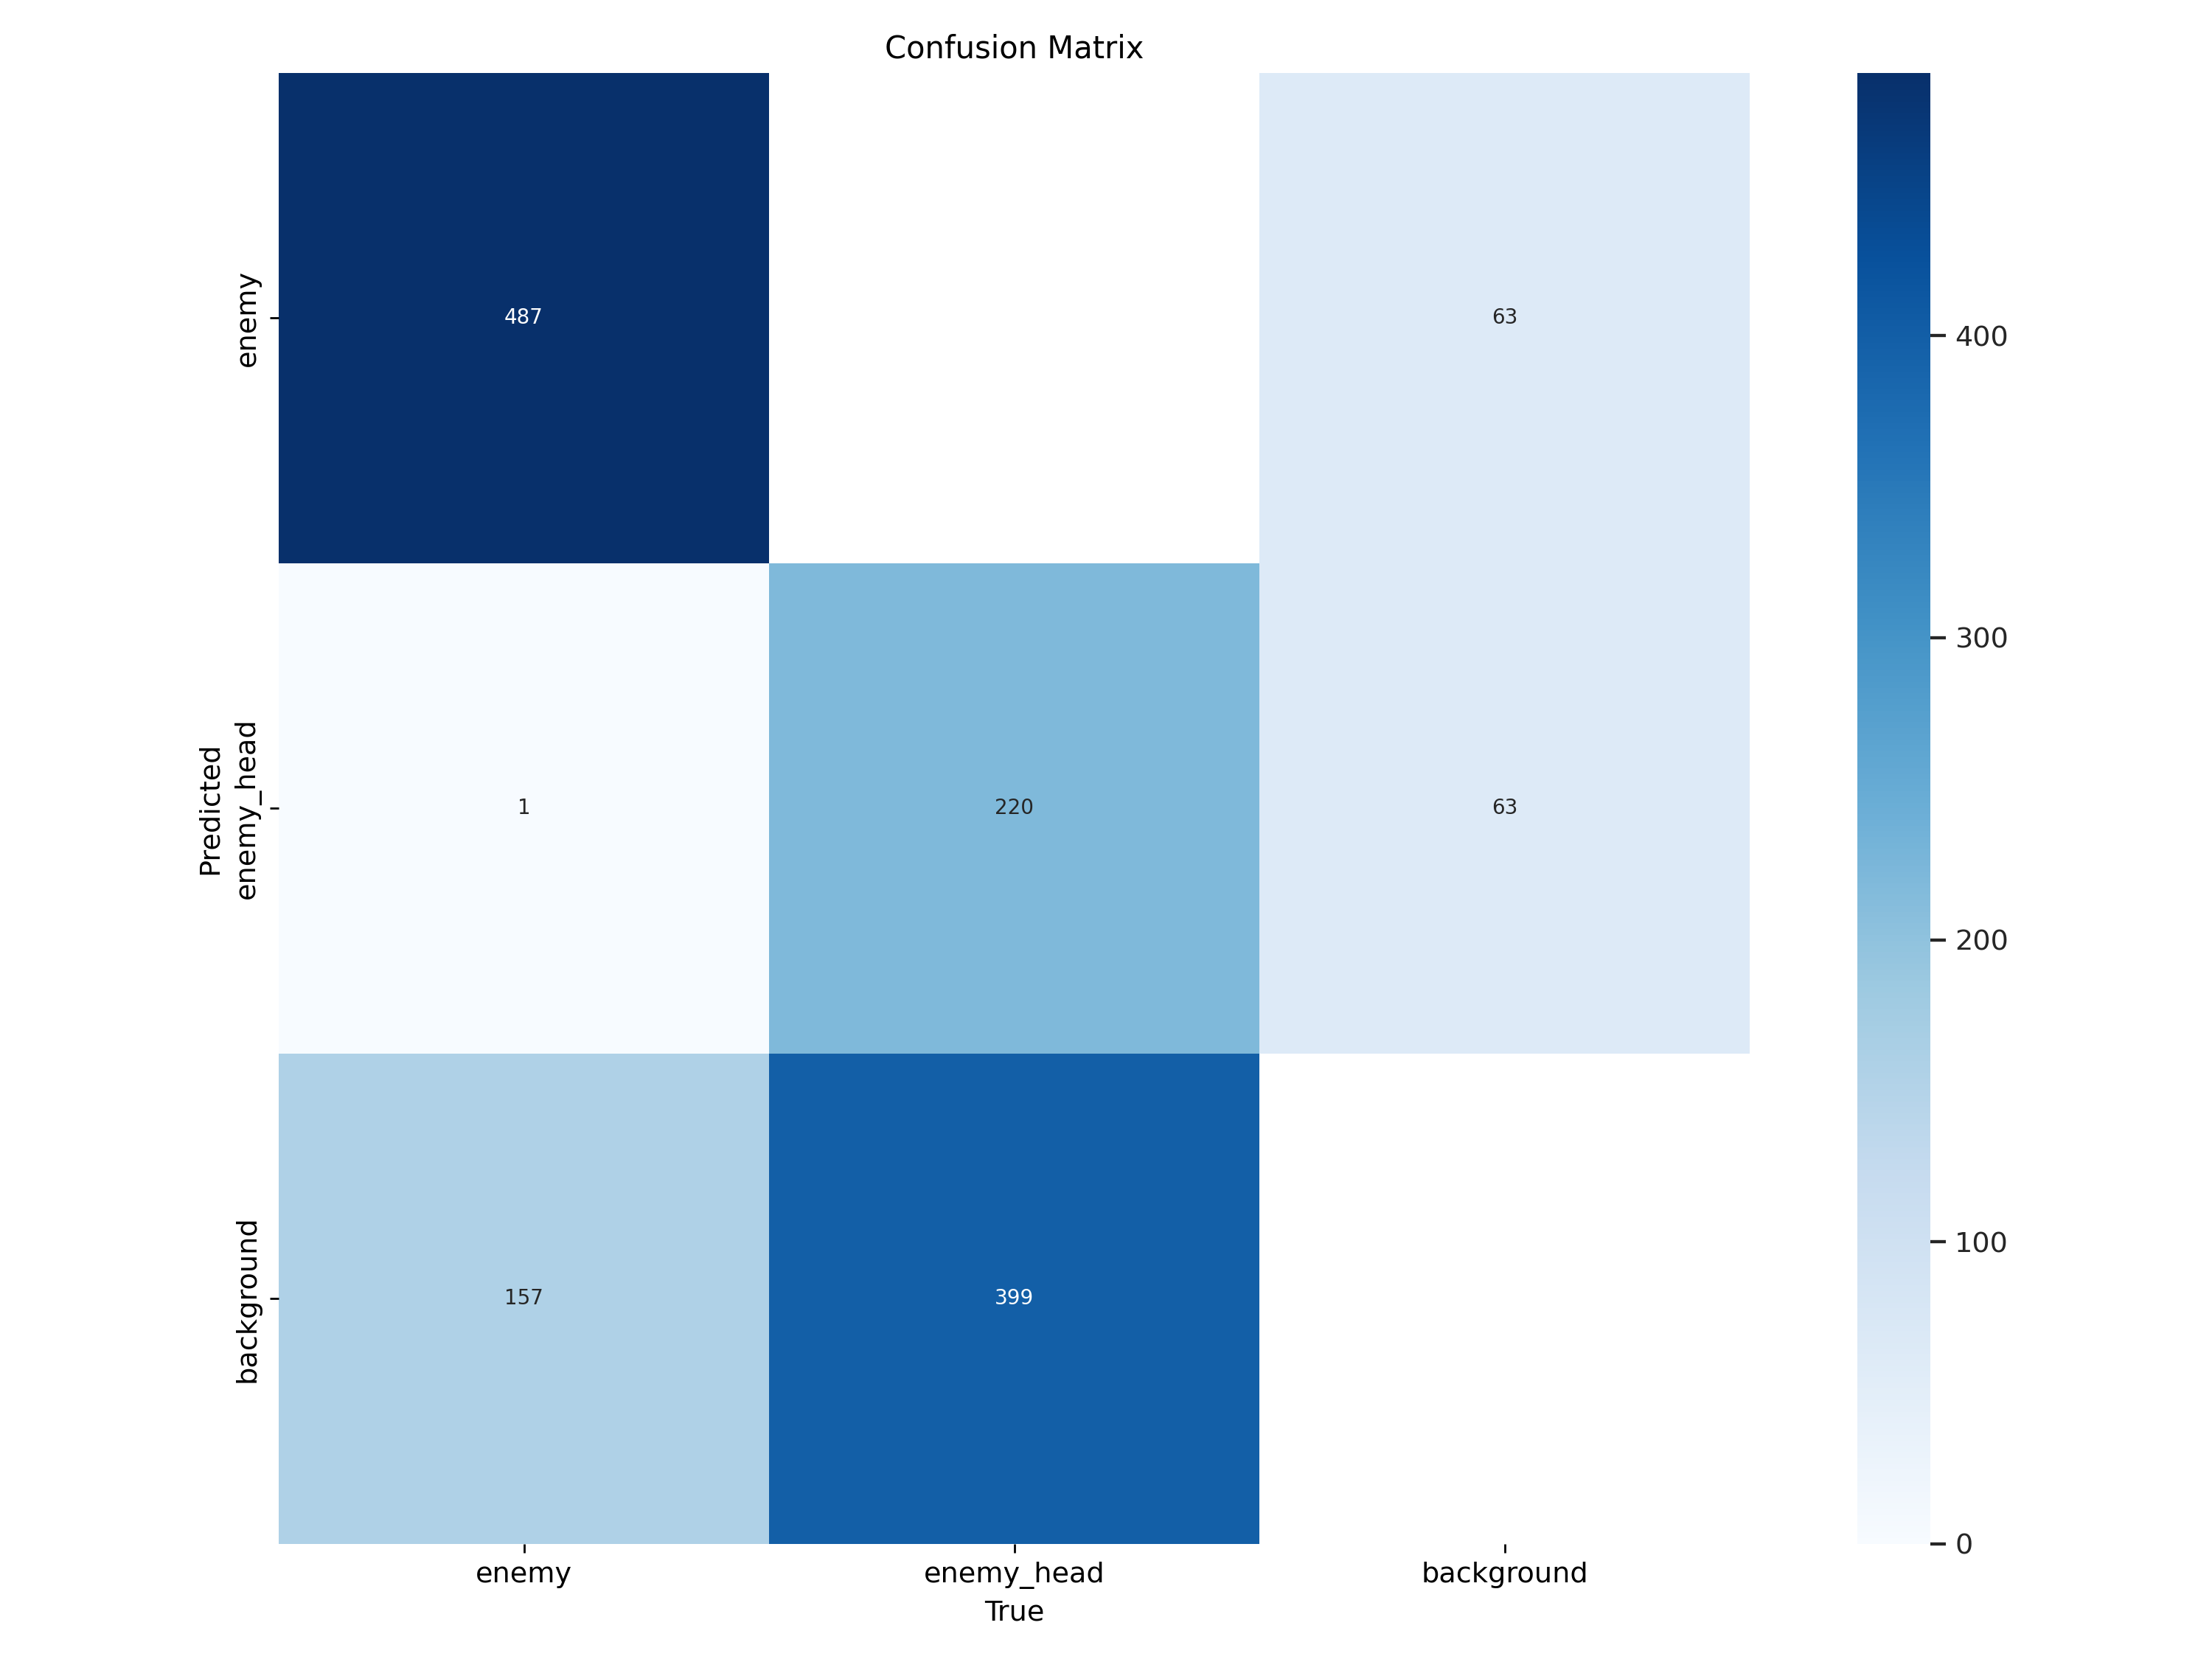 Confusion Matrix
enemy
487
63
400
300
Predicted
enemy_head
1
220
63
200
100
background
157
399
0
enemy
enemy_head
background
True